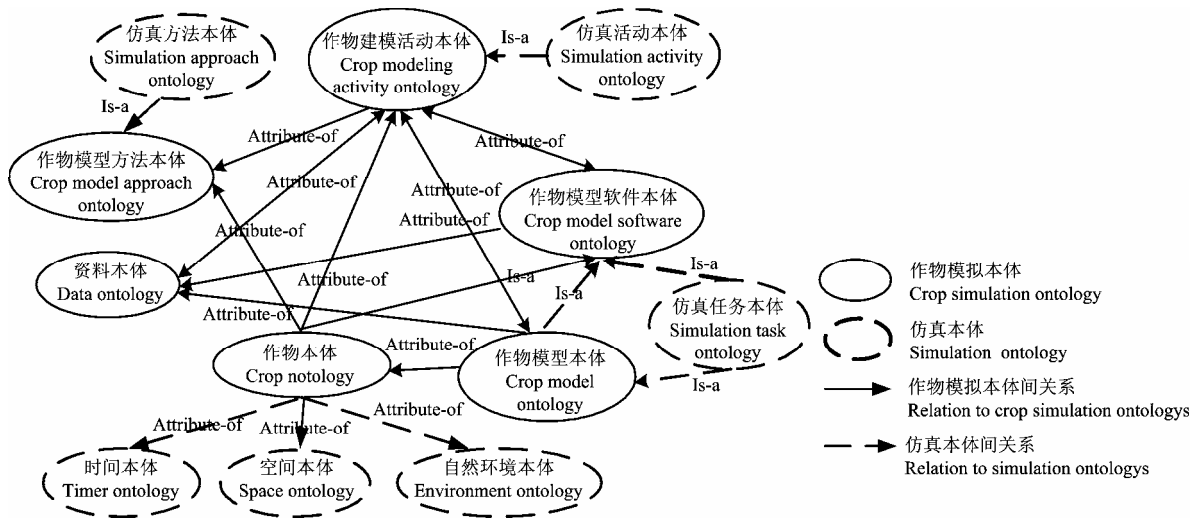 仿真方法本体
Simulation approach
ontology
作物建模活动本体
Crop modeling
activity ontology
Is-a
仿真活动本体
Simulation activity
ontology
Is-a
Attribute-of
Attribute-of
作物模型方法本体
Crop model approach
ontology
Attribute-of
Attribute-of
作物模型软件本体
Crop model software
ontology
Attribute-of
Attribute-of
资料本体
Data ontology
Attribute-of
Is-a
Is-a
Is-a
Attribute-of
仿真任务本体
Simulation task
ontology
作物本体
Crop notology
Attribute-of
作物模型本体
Crop model
ontology
Is-a
Attribute-of
Attribute-of
Attribute-of
时间本体
Timer ontology
空间本体
Space ontology
自然环境本体
Environment ontology
作物模拟本体
Crop simulation ontology
仿真本体
Simulation ontology
作物模拟本体间关系
Relation to crop simulation ontologys
仿真本体间关系
Relation to simulation ontologys